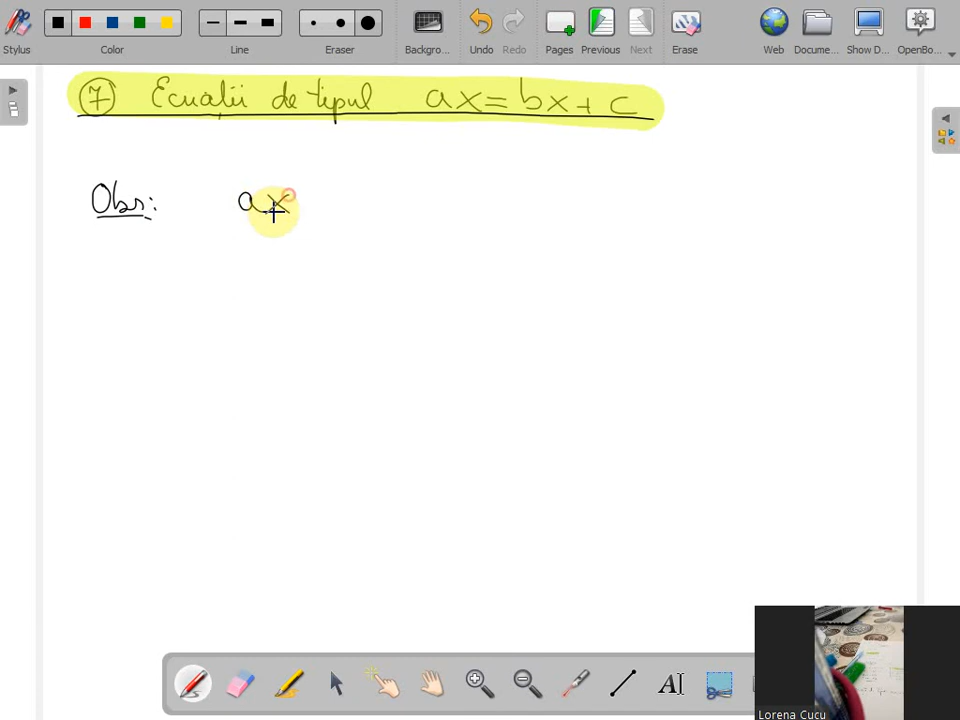 Stylus
Color
Line
Eraser
Backgro...
Undo
Redo
Pages
Previous
Next
Erase
Web
Docume...
Show D...
OpenBo...
7 Ecuații de tipul ax = bx + c
Obs: ax
Lorena Cucu